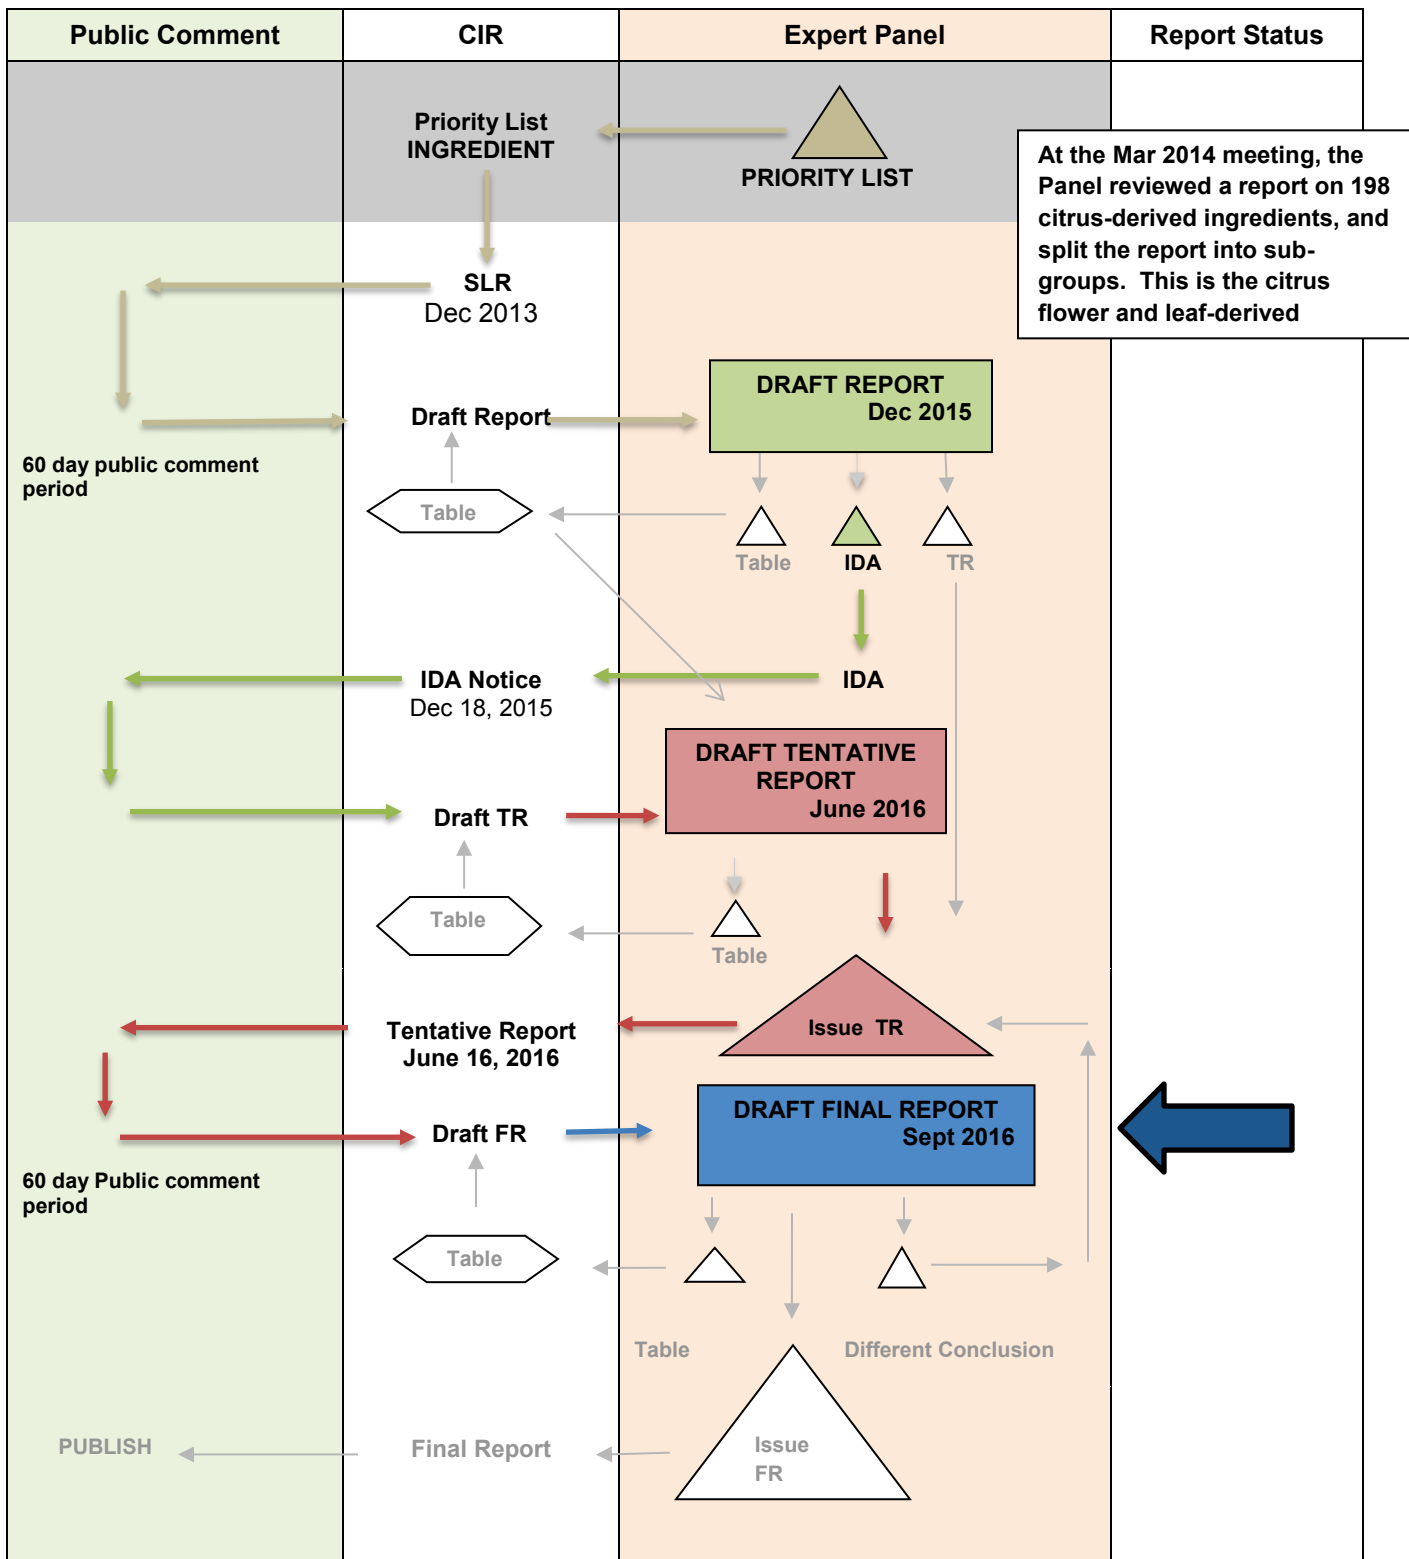 Public Comment
CIR
Expert Panel
Report Status
Priority List
INGREDIENT
PRIORITY LIST
At the Mar 2014 meeting, the
Panel reviewed a report on 198
citrus-derived ingredients, and
split the report into sub-
groups.  This is the citrus
flower and leaf-derived
SLR
Dec 2013
60 day public comment
period
Draft Report
DRAFT REPORT
Dec 2015
Table
Table
IDA
TR
IDA Notice
Dec 18, 2015
IDA
DRAFT TENTATIVE
REPORT
June 2016
Draft TR
Table
Table
Tentative Report
June 16, 2016
Issue  TR
DRAFT FINAL REPORT
Sept 2016
Draft FR
60 day Public comment
period
Table
Table
Different Conclusion
PUBLISH
Final Report
Issue
FR